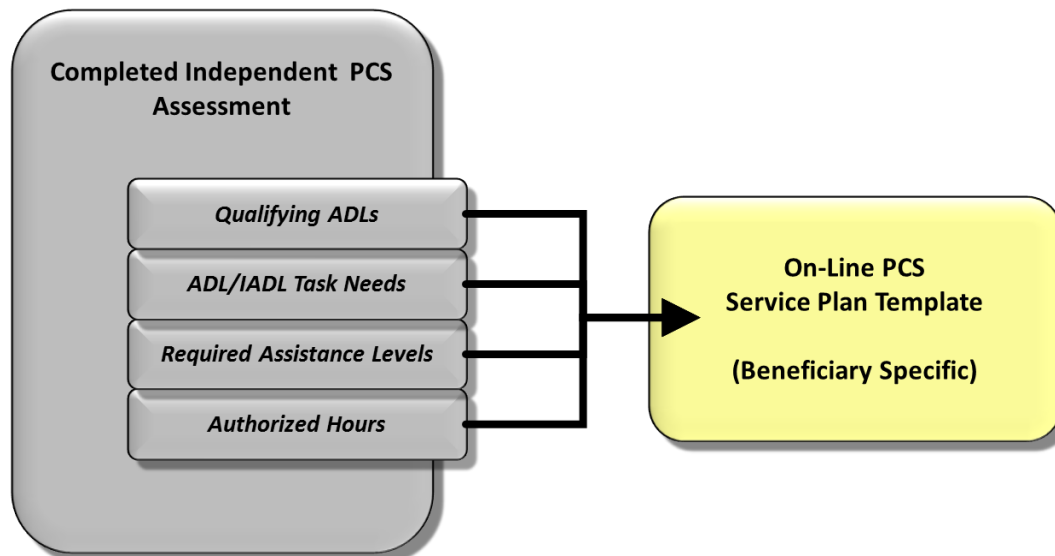 Completed Independent PCS
Assessment
Qualifying ADLs
ADL/IADL Task Needs
Required Assistance Levels
Authorized Hours
On-Line PCS
Service Plan Template
(Beneficiary Specific)